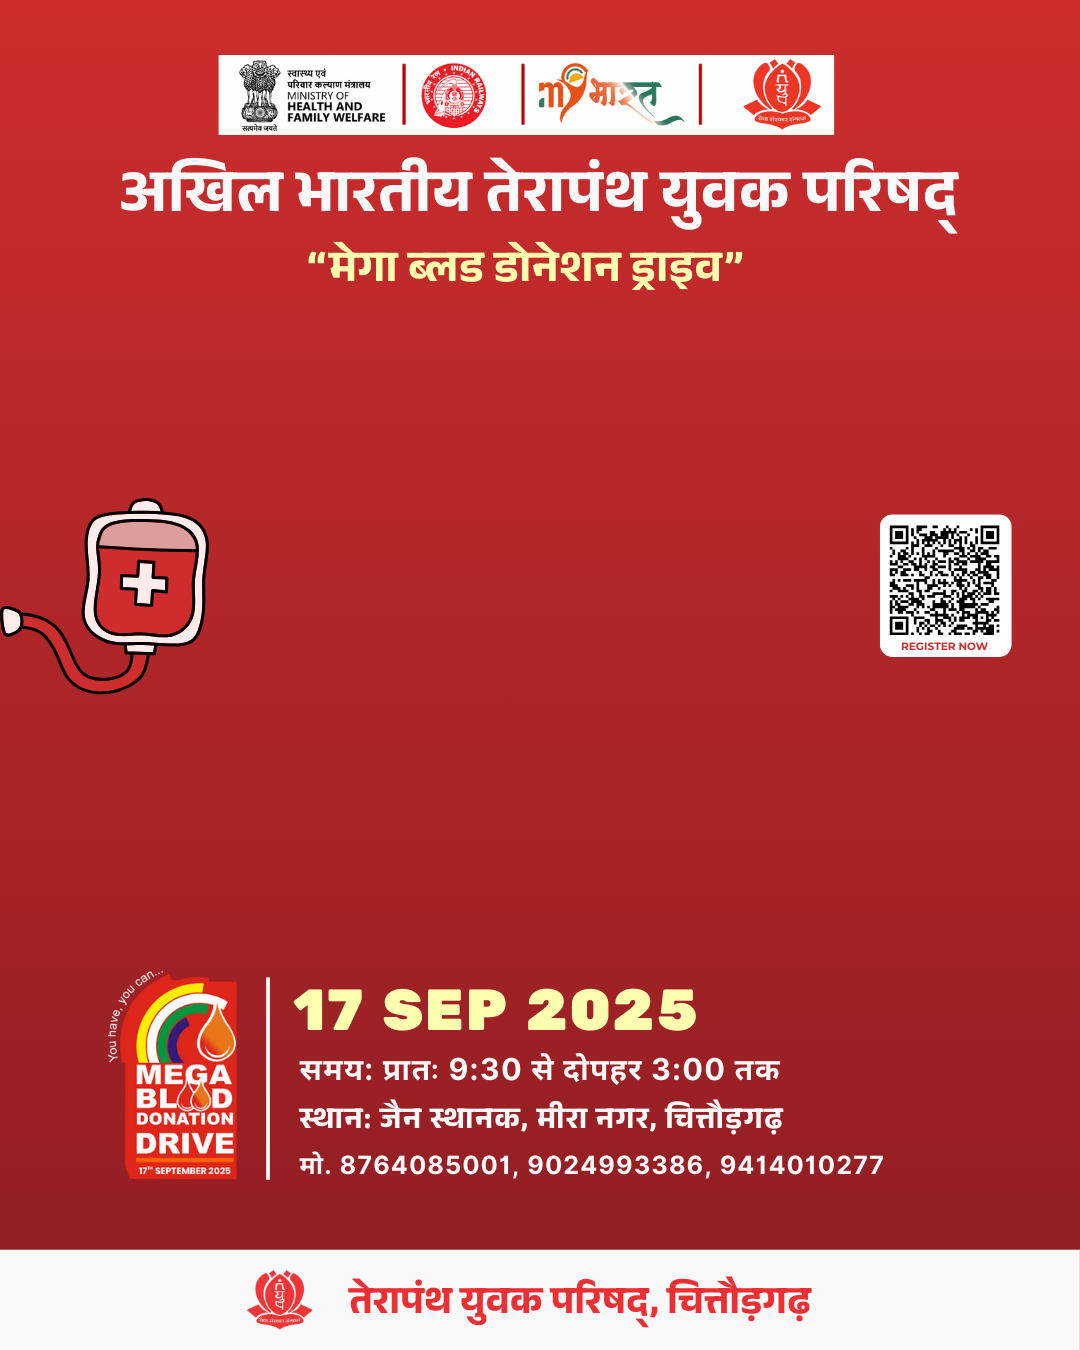 स्वास्थ्य एवं
परिवार कल्याण मंत्रालय
MINISTRY OF
HEALTH AND
FAMILY WELFARE
सत्यमेव जयते
भारतीय रेल • INDIAN RAILWAYS
my भारत
तेयुप
सेवा संस्कार संगठन
अखिल भारतीय तेरापंथ युवक परिषद्
“मेगा ब्लड डोनेशन ड्राइव”
REGISTER NOW
You have, you can...
MEGA
BLOOD
DONATION
DRIVE
17TH SEPTEMBER 2025
17 SEP 2025
समय: प्रातः 9:30 से दोपहर 3:00 तक
स्थान: जैन स्थानक, मीरा नगर, चित्तौड़गढ़
मो. 8764085001, 9024993386, 9414010277
तेयुप
सेवा संस्कार संगठन
तेरापंथ युवक परिषद्, चित्तौड़गढ़